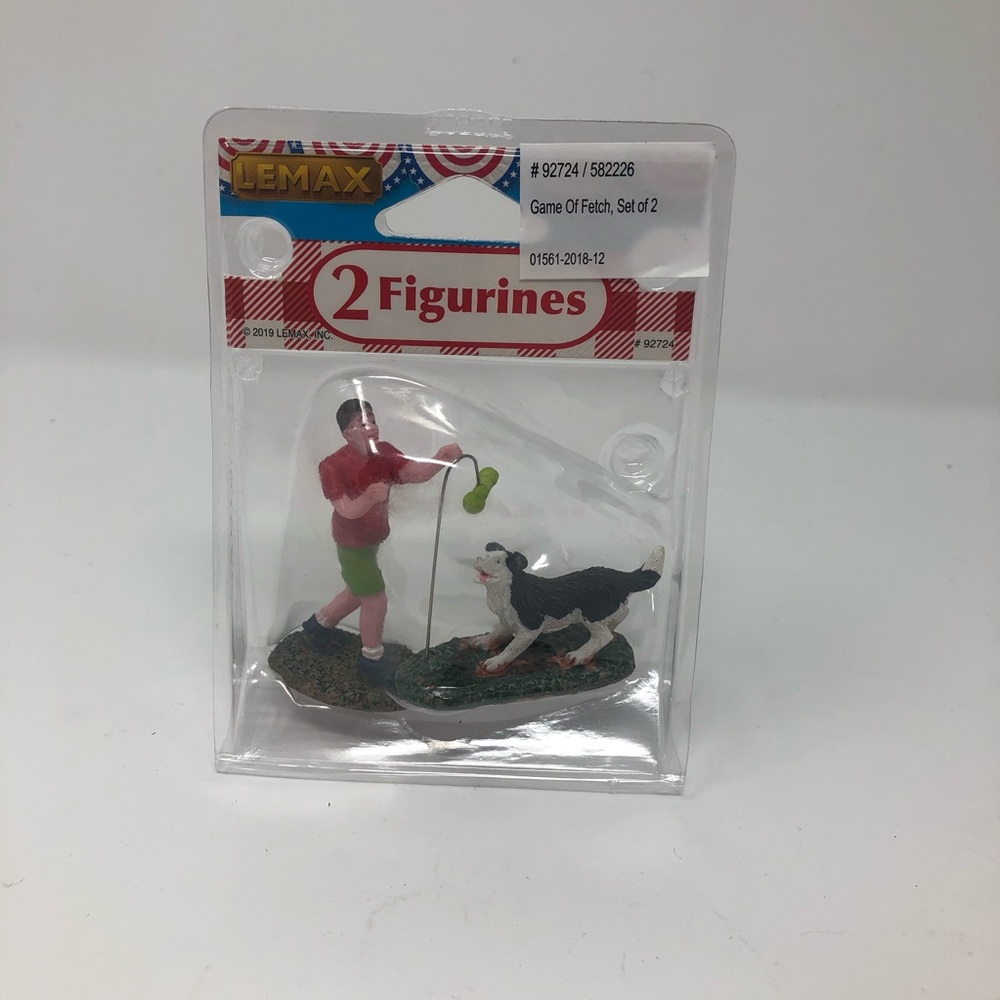 LEMAX
# 92724 / 582226
Game Of Fetch, Set of 2
01561-2018-12
2 Figurines
© 2019 LEMAX, INC.
# 92724